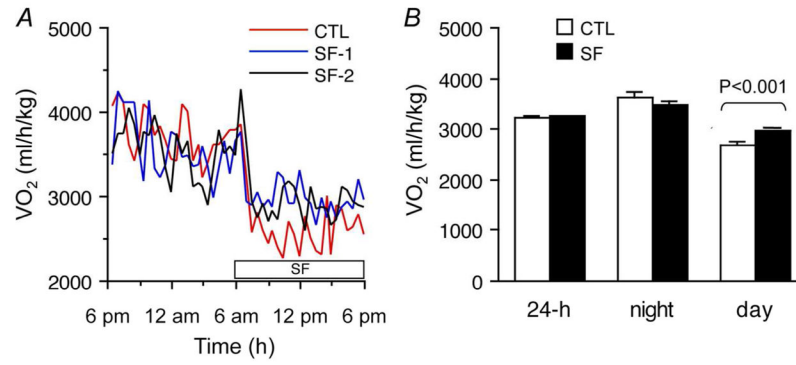 A
CTL
SF-1
SF-2
VO2 (ml/h/kg)
5000
4000
3000
2000
SF
6 pm 12 am 6 am 12 pm 6 pm
Time (h)
B
CTL
SF
VO2 (ml/h/kg)
5000
4000
3000
2000
1000
0
P<0.001
24-h night day